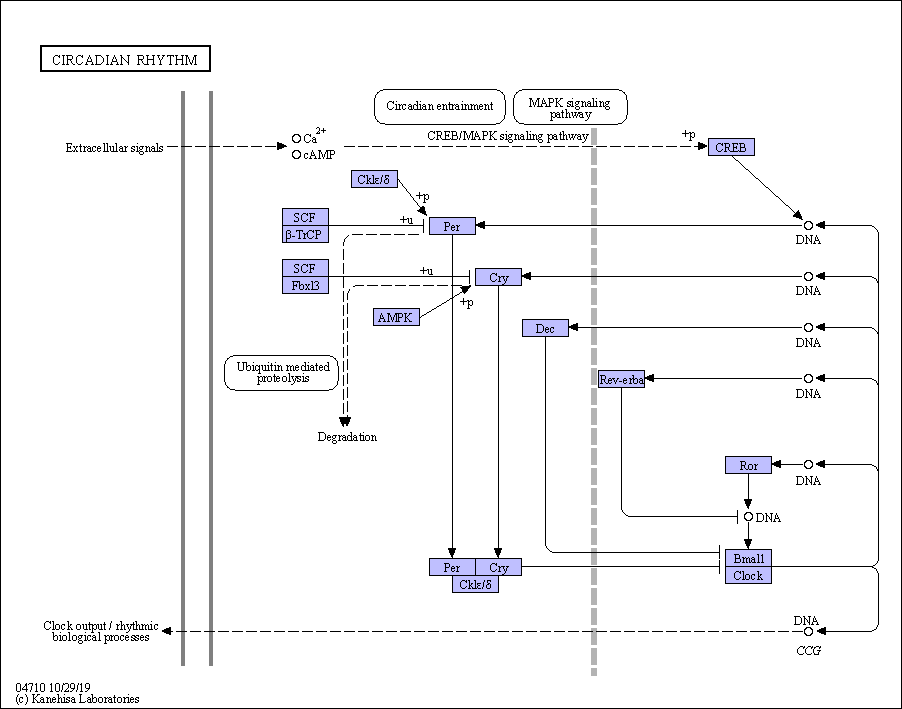 CIRCADIAN RHYTHM
Circadian entrainment
MAPK signaling
pathway
Extracellular signals
Ca2+
cAMP
CREB/MAPK signaling pathway
+p
CREB
CkIε/δ
+p
SCF
β-TrCP
+u
Per
DNA
SCF
Fbxl3
+u
Cry
DNA
+p
AMPK
Dec
DNA
Ubiquitin mediated
proteolysis
Rev-erbα
DNA
Degradation
Ror
DNA
DNA
Per
Cry
CkIε/δ
Bmal1
Clock
Clock output / rhythmic
biological processes
DNA
CCG
04710 10/29/19
(c) Kanehisa Laboratories